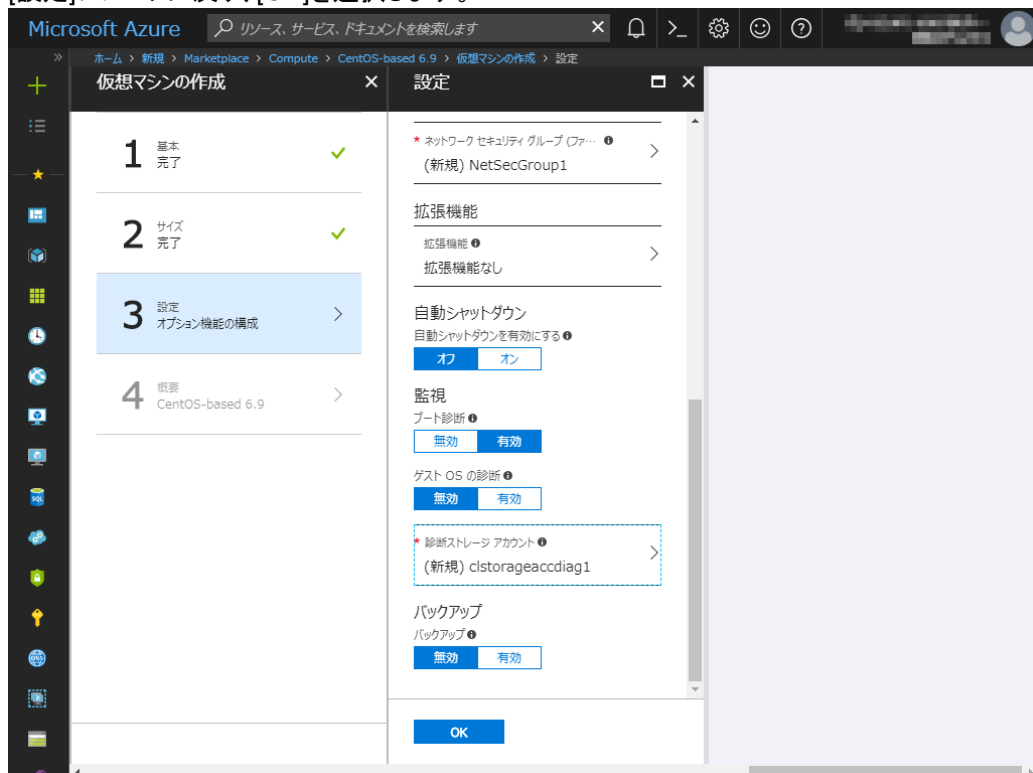 Microsoft Azure
リソース、サービス、ドキュメントを検索します
ホーム > 新規 > Marketplace > Compute > CentOS-based 6.9 > 仮想マシンの作成 > 設定
仮想マシンの作成
1 基本
完了
2 サイズ
完了
3 設定
オプション機能の構成
4 概要
CentOS-based 6.9
設定
* ネットワーク セキュリティ グループ (ファ…
(新規) NetSecGroup1
拡張機能
拡張機能
拡張機能なし
自動シャットダウン
自動シャットダウンを有効にする
オフ オン
監視
ブート診断
無効 有効
ゲスト OS の診断
無効 有効
* 診断ストレージ アカウント
(新規) clstorageaccdiag1
バックアップ
バックアップ
無効 有効
OK
SQL
DNS